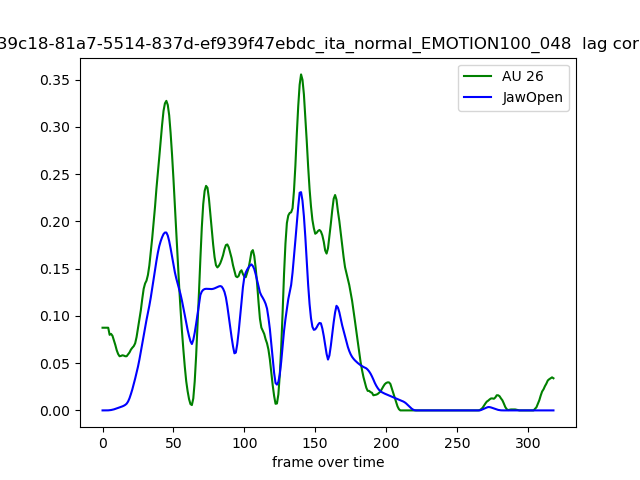 39c18-81a7-5514-837d-ef939f47ebdc_ita_normal_EMOTION100_048 lag cor
AU 26
JawOpen
0.35
0.30
0.25
0.20
0.15
0.10
0.05
0.00
0 50 100 150 200 250 300
frame over time